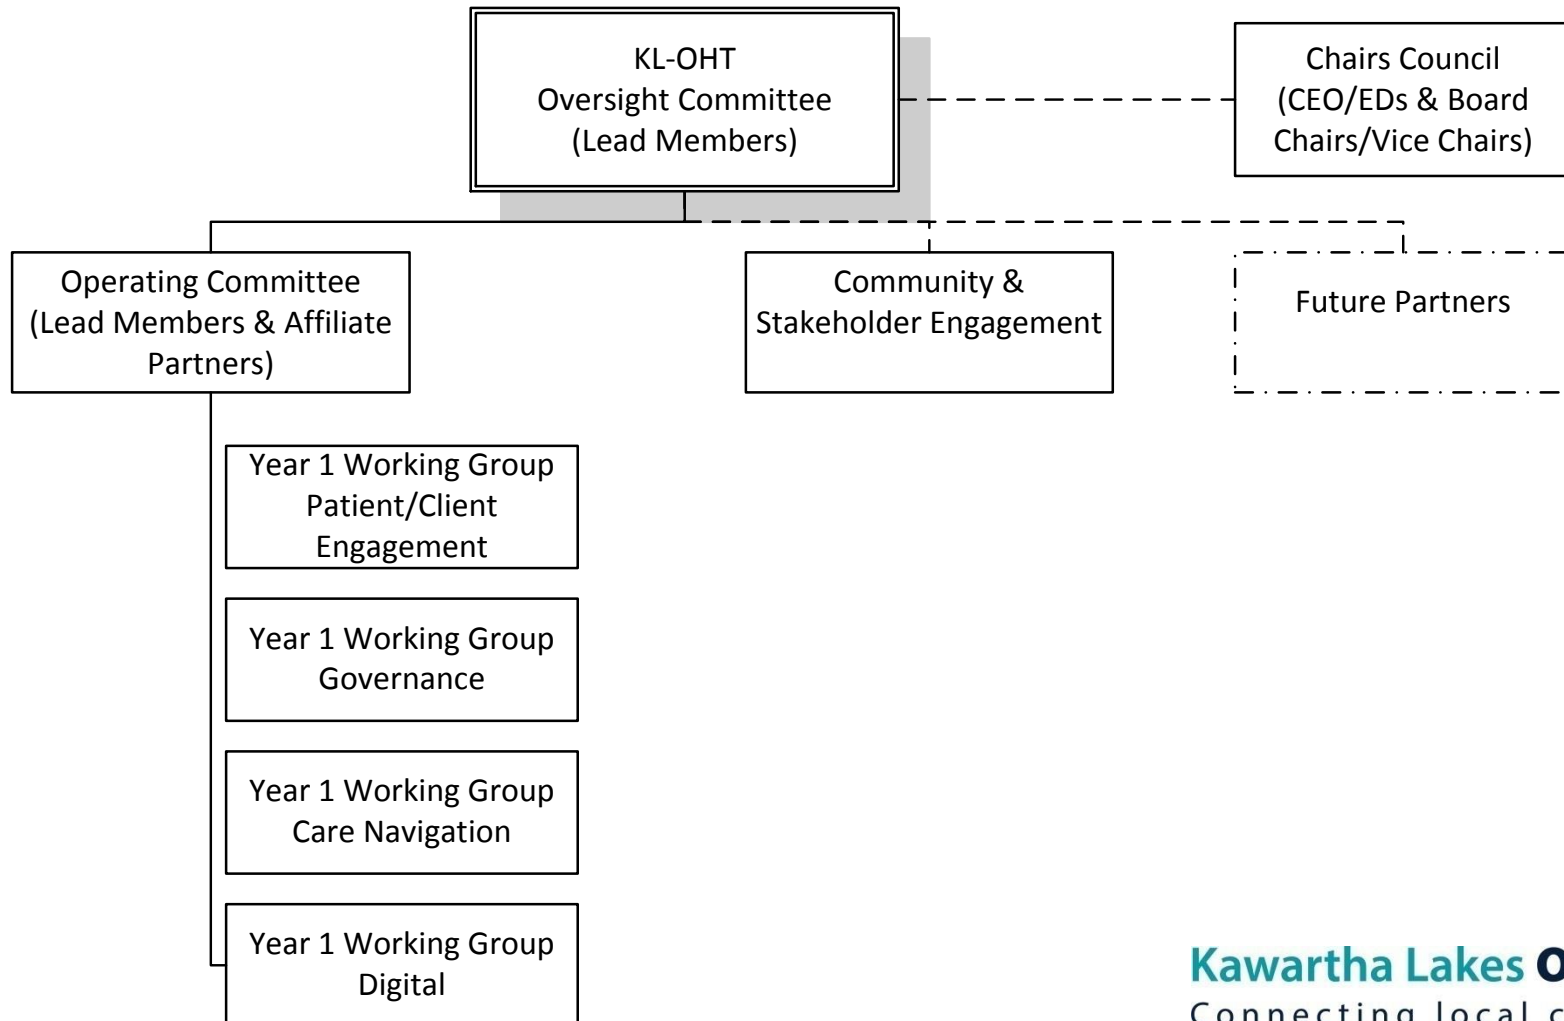 KL-OHT
Oversight Committee
(Lead Members)
Chairs Council
(CEO/EDs & Board
Chairs/Vice Chairs)
Operating Committee
(Lead Members & Affiliate
Partners)
Community &
Stakeholder Engagement
Future Partners
Year 1 Working Group
Patient/Client
Engagement
Year 1 Working Group
Governance
Year 1 Working Group
Care Navigation
Year 1 Working Group
Digital
Kawartha Lakes
Connecting local